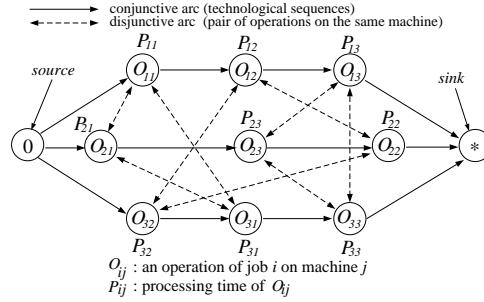 conjunctive arc (technological sequences)
disjunctive arc (pair of operations on the same machine)
P11 P12 P13
source O11 O12 O13 sink
P21 P23 P22
0 O21 O23 O22 *
O32 O31 O33
P32 P31 P33
Oij : an operation of job i on machine j
Pij : processing time of Oij